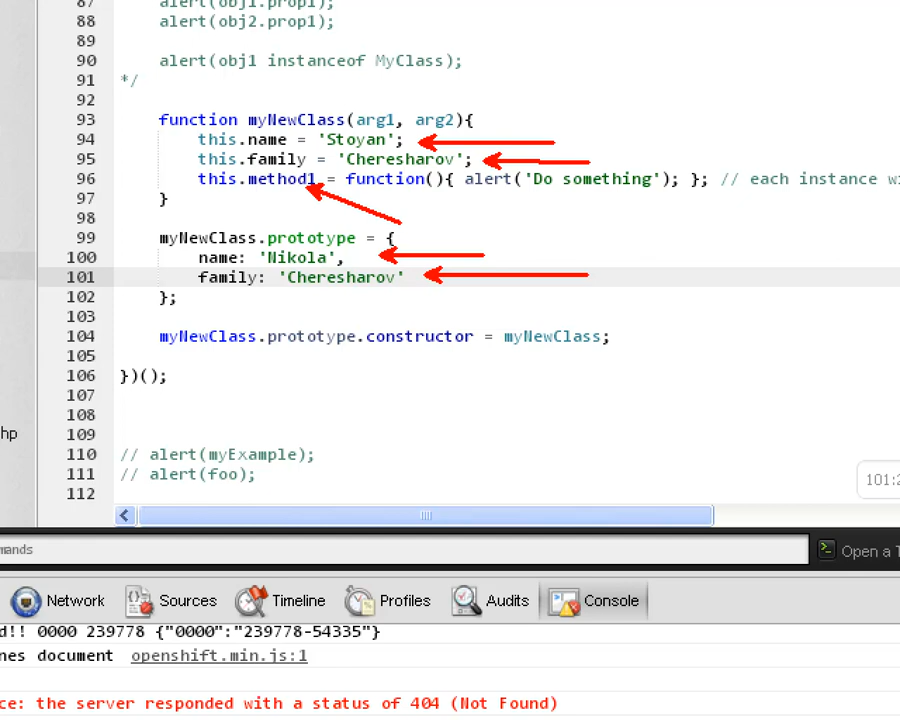 87 alert(obj1.prop1);
88 alert(obj2.prop1);
89
90 alert(obj1 instanceof MyClass);
91 */
92
93 function myNewClass(arg1, arg2){
94 this.name = 'Stoyan';
95 this.family = 'Cheresharov';
96 this.method1 = function(){ alert('Do something'); }; // each instance wi
97 }
98
99 myNewClass.prototype = {
100 name: 'Nikola',
101 family: 'Cheresharov'
102 };
103
104 myNewClass.prototype.constructor = myNewClass;
105
106 })();
107
108
hp 109
110 // alert(myExample);
111 // alert(foo);
112
101:2
mands
Open a T
Network Sources Timeline Profiles Audits Console
d!! 0000 239778 {"0000":"239778-54335"}
nes document openshift.min.js:1
ce: the server responded with a status of 404 (Not Found)